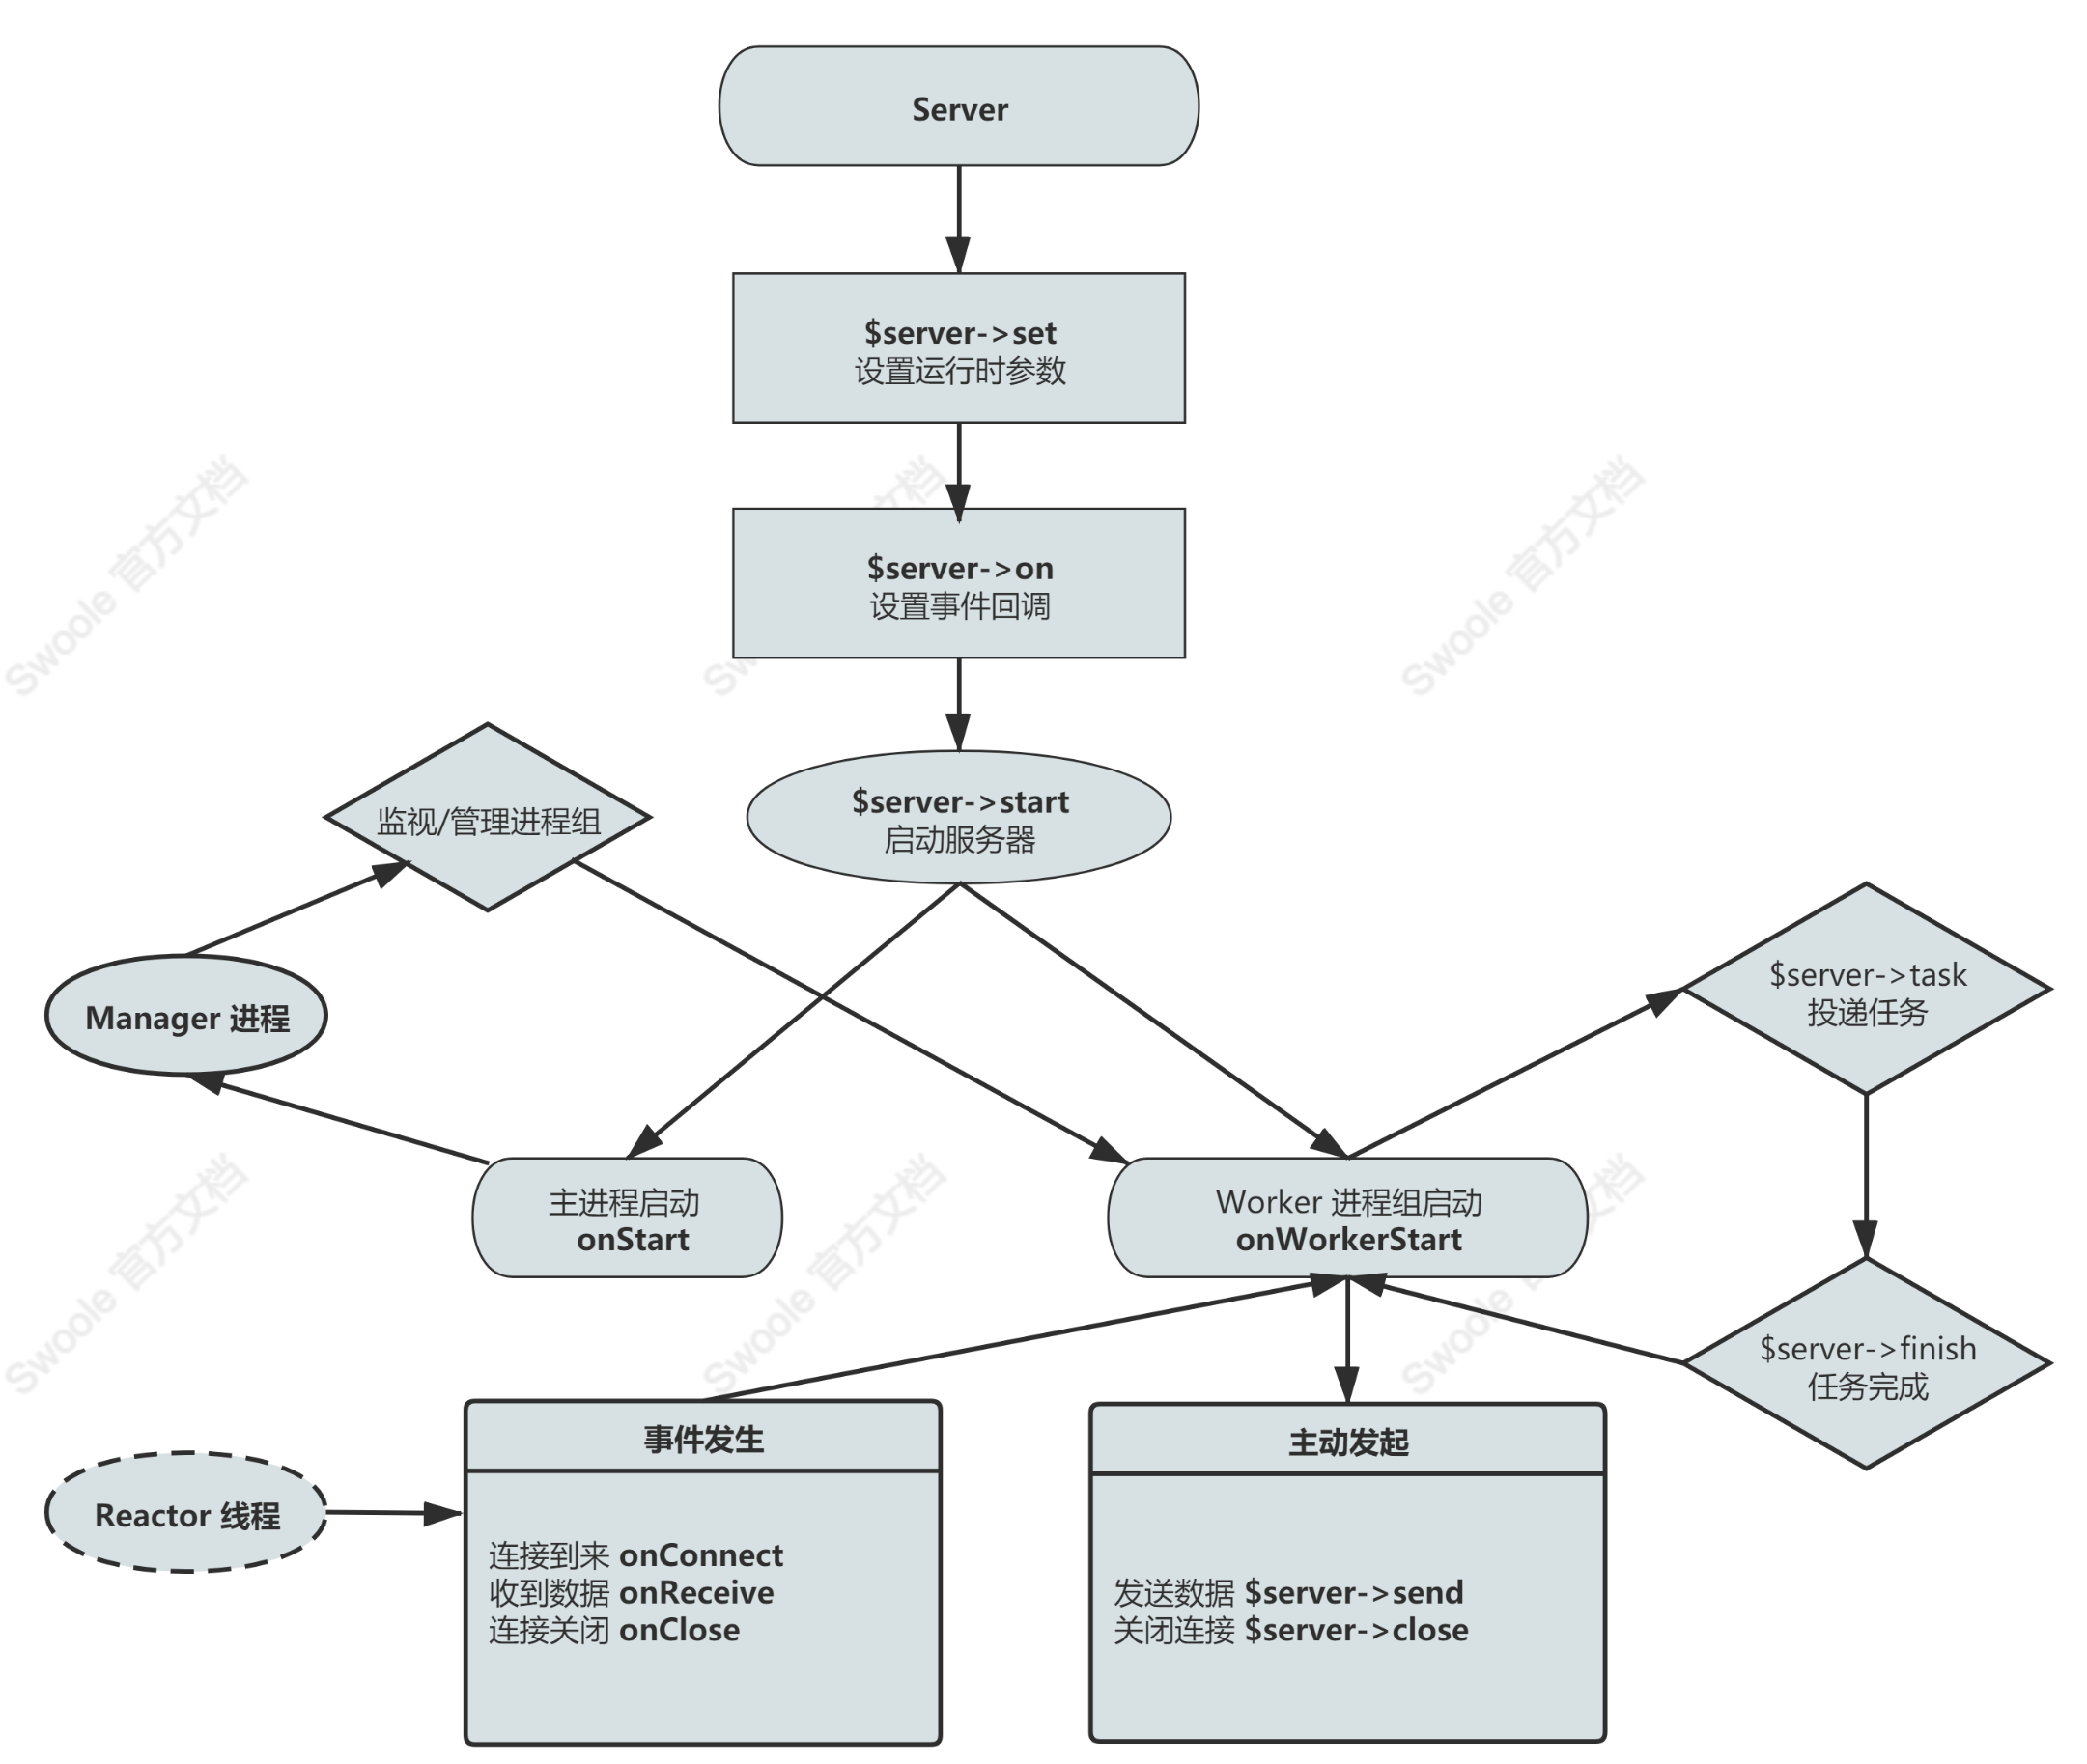 Server
$server->set
设置运行时参数
$server->on
设置事件回调
$server->start
启动服务器
监视/管理进程组
Manager 进程
$server->task
投递任务
主进程启动
onStart
Worker 进程组启动
onWorkerStart
$server->finish
任务完成
事件发生
连接到来 onConnect
收到数据 onReceive
连接关闭 onClose
主动发起
发送数据 $server->send
关闭连接 $server->close
Reactor 线程
Swoole 官方文档
Swoole 官方文档
Swoole 官方文档
Swoole 官方文档
Swoole 官方文档
Swoole 官方文档